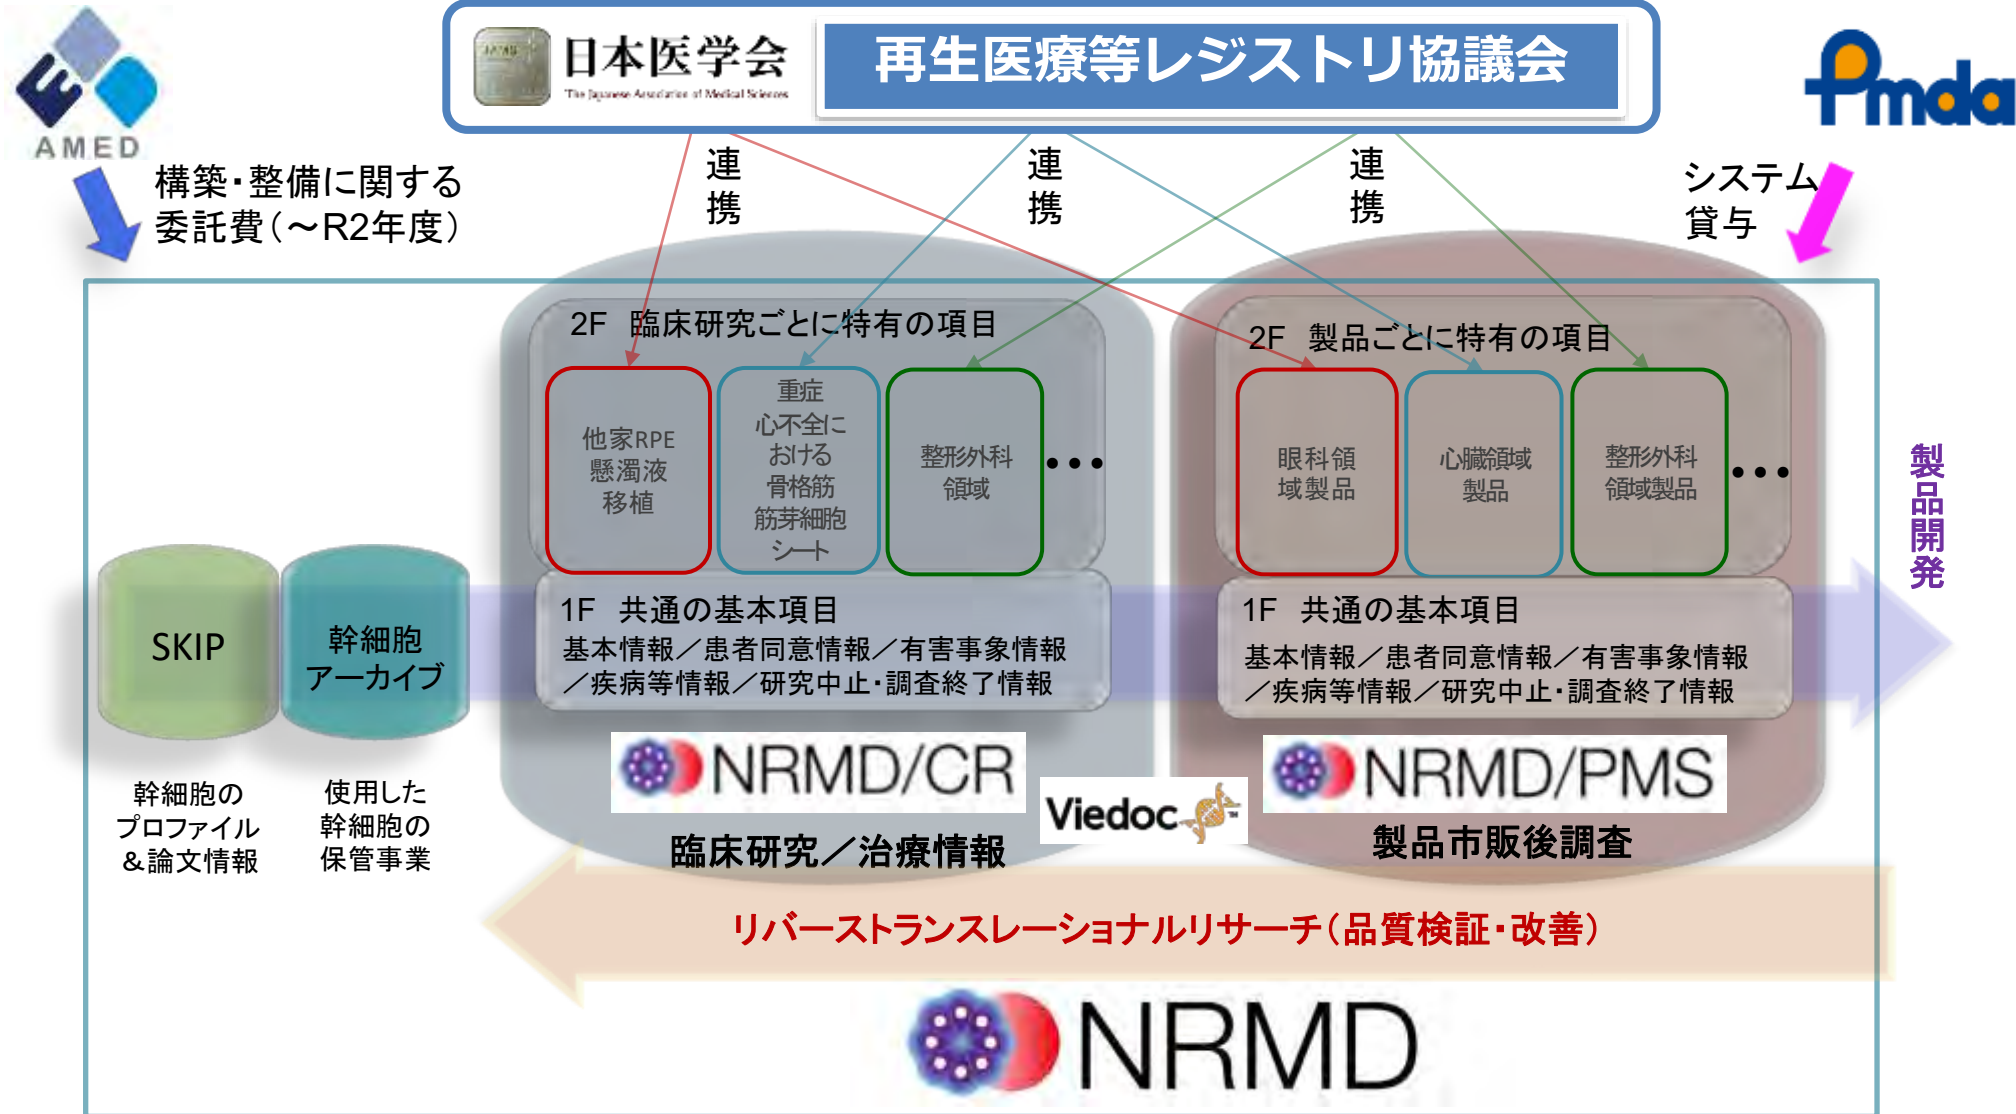 AMED
JAMS
日本医学会
The Japanese Association of Medical Sciences
再生医療等レジストリ協議会
Pmda
構築・整備に関する
委託費（～R2年度）
連携
連携
連携
システム
貸与
2F 臨床研究ごとに特有の項目
他家RPE
懸濁液
移植
重症
心不全に
おける
骨格筋
筋芽細胞
シート
整形外科
領域
•••
1F 共通の基本項目
基本情報／患者同意情報／有害事象情報
／疾病等情報／研究中止・調査終了情報
2F 製品ごとに特有の項目
眼科領
域製品
心臓領域
製品
整形外科
領域製品
•••
1F 共通の基本項目
基本情報／患者同意情報／有害事象情報
／疾病等情報／研究中止・調査終了情報
製品開発
SKIP
幹細胞
アーカイブ
幹細胞の
プロファイル
＆論文情報
使用した
幹細胞の
保管事業
NRMD/CR
臨床研究／治療情報
Viedoc™
NRMD/PMS
製品市販後調査
リバーストランスレーショナルリサーチ（品質検証・改善）
NRMD